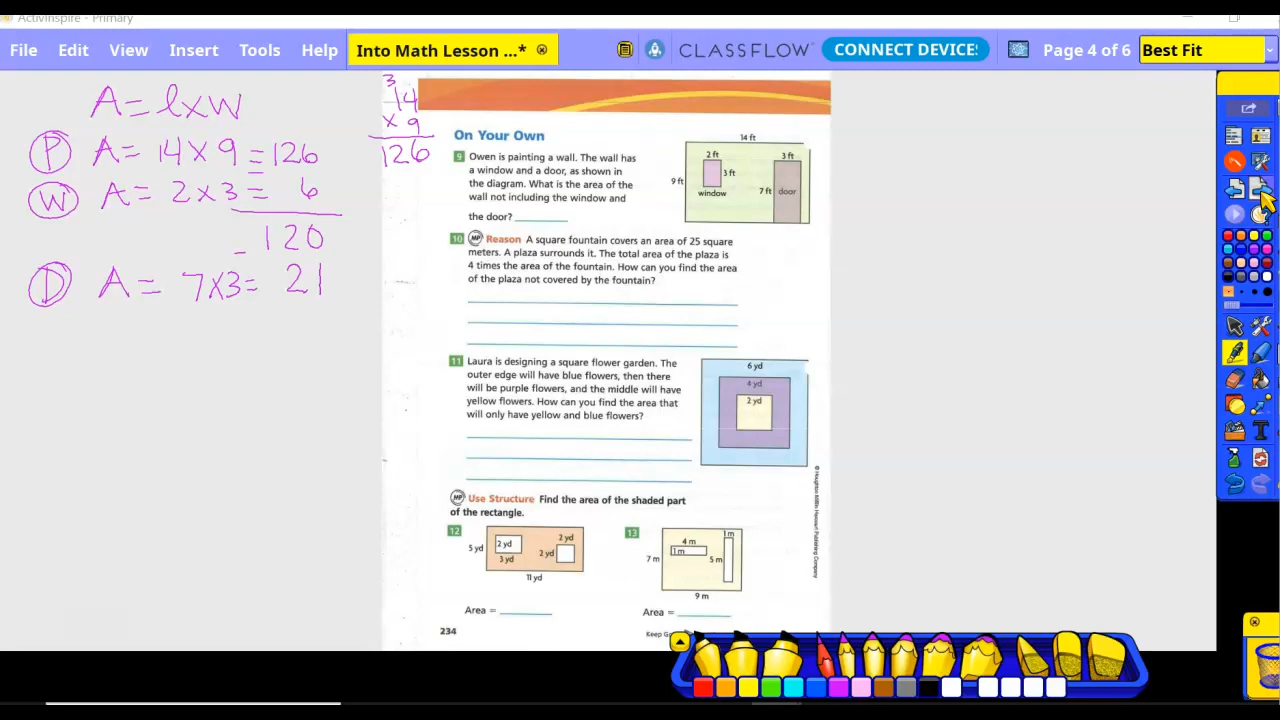 ActivInspire - Primary
File Edit View Insert Tools Help Into Math Lesson ...* CLASSFLOW CONNECT DEVICES Page 4 of 6 Best Fit
A = l x w
P A = 14 x 9 = 126
W A = 2 x 3 = 6
- 120
D A = 7x3 = 21
3
14
x 9
126
On Your Own
9 Owen is painting a wall. The wall has
a window and a door, as shown in
the diagram. What is the area of the
wall not including the window and
the door?
14 ft
2 ft
3 ft
9 ft
3 ft
7 ft
door
window
10 MP Reason A square fountain covers an area of 25 square
meters. A plaza surrounds it. The total area of the plaza is
4 times the area of the fountain. How can you find the area
of the plaza not covered by the fountain?
11 Laura is designing a square flower garden. The
outer edge will have blue flowers, then there
will be purple flowers, and the middle will have
yellow flowers. How can you find the area that
will only have yellow and blue flowers?
6 yd
4 yd
2 yd
MP Use Structure Find the area of the shaded part
of the rectangle.
12
5 yd
2 yd
3 yd
2 yd
2 yd
11 yd
Area =
13
7 m
4 m
1 m
1 m
5 m
9 m
Area =
234
© Houghton Mifflin Harcourt Publishing Company